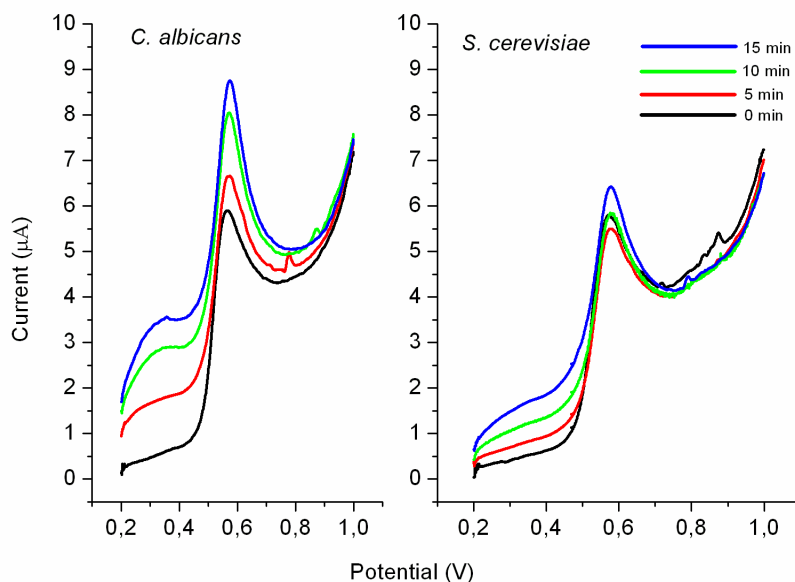 C. albicans
S. cerevisiae
15 min
10 min
5 min
0 min
10
9
8
7
6
5
4
3
2
1
0
10
9
8
7
6
5
4
3
2
1
0
Current (μA)
0,2 0,4 0,6 0,8 1,0
0,2 0,4 0,6 0,8 1,0
Potential (V)